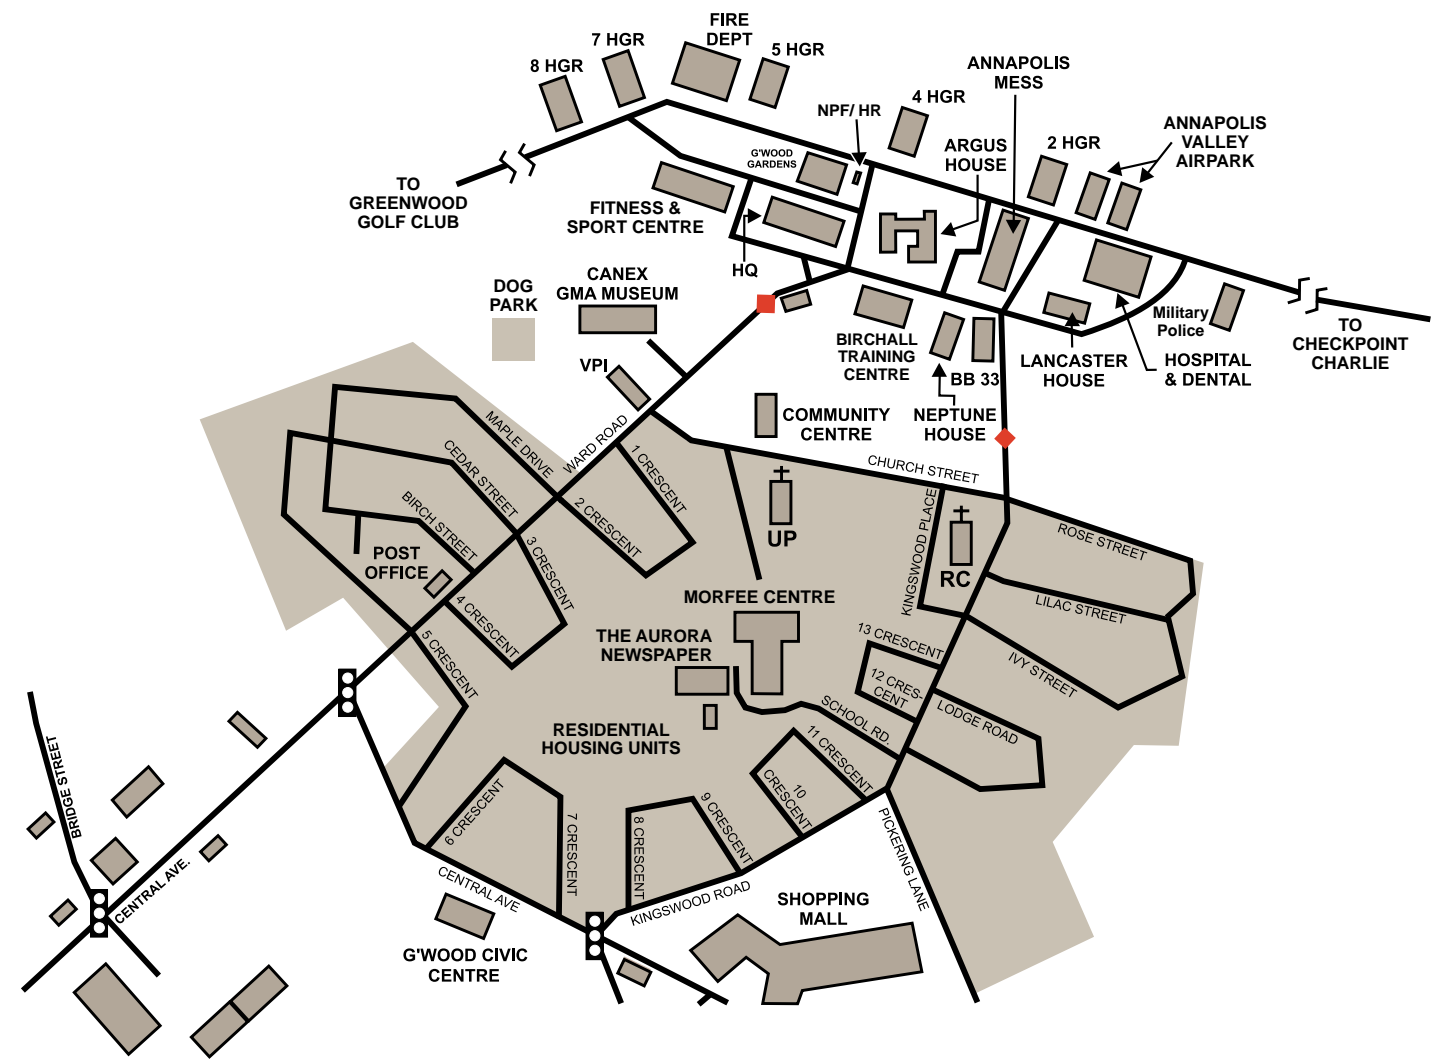 FIRE
DEPT
7 HGR
8 HGR
5 HGR
ANNAPOLIS
MESS
4 HGR
NPF/ HR
ARGUS
HOUSE
2 HGR
ANNAPOLIS
VALLEY
AIRPARK
G'WOOD
GARDENS
TO
GREENWOOD
GOLF CLUB
FITNESS &
SPORT CENTRE
HQ
DOG
PARK
CANEX
GMA MUSEUM
VPI
BIRCHALL
TRAINING
CENTRE
BB 33
NEPTUNE
HOUSE
LANCASTER
HOUSE
Military
Police
HOSPITAL
& DENTAL
TO
CHECKPOINT
CHARLIE
COMMUNITY
CENTRE
MAPLE DRIVE
WARD ROAD
CEDAR STREET
BIRCH STREET
1 CRESCENT
2 CRESCENT
3 CRESCENT
4 CRESCENT
5 CRESCENT
POST
OFFICE
CHURCH STREET
KINGSWOOD PLACE
UP
RC
ROSE STREET
LILAC STREET
IVY STREET
MORFEE CENTRE
THE AURORA
NEWSPAPER
13 CRESCENT
12 CRES-
CENT
LODGE ROAD
SCHOOL RD.
RESIDENTIAL
HOUSING UNITS
11 CRESCENT
10
CRESCENT
9 CRESCENT
8 CRESCENT
7 CRESCENT
6 CRESCENT
BRIDGE STREET
CENTRAL AVE.
CENTRAL AVE
KINGSWOOD ROAD
PICKERING LANE
SHOPPING
MALL
G'WOOD CIVIC
CENTRE